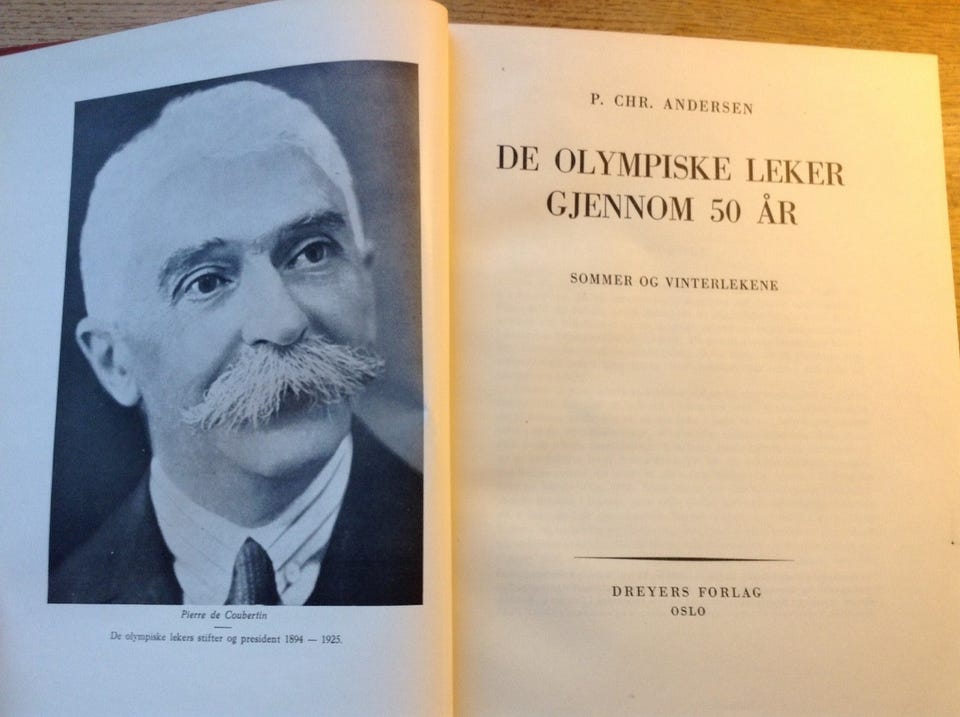 Pierre de Coubertin
De olympiske lekers stifter og president 1894 — 1925.
P. CHR. ANDERSEN
DE OLYMPISKE LEKER
GJENNOM 50 ÅR
SOMMER OG VINTERLEKENE
DREYERS FORLAG
OSLO